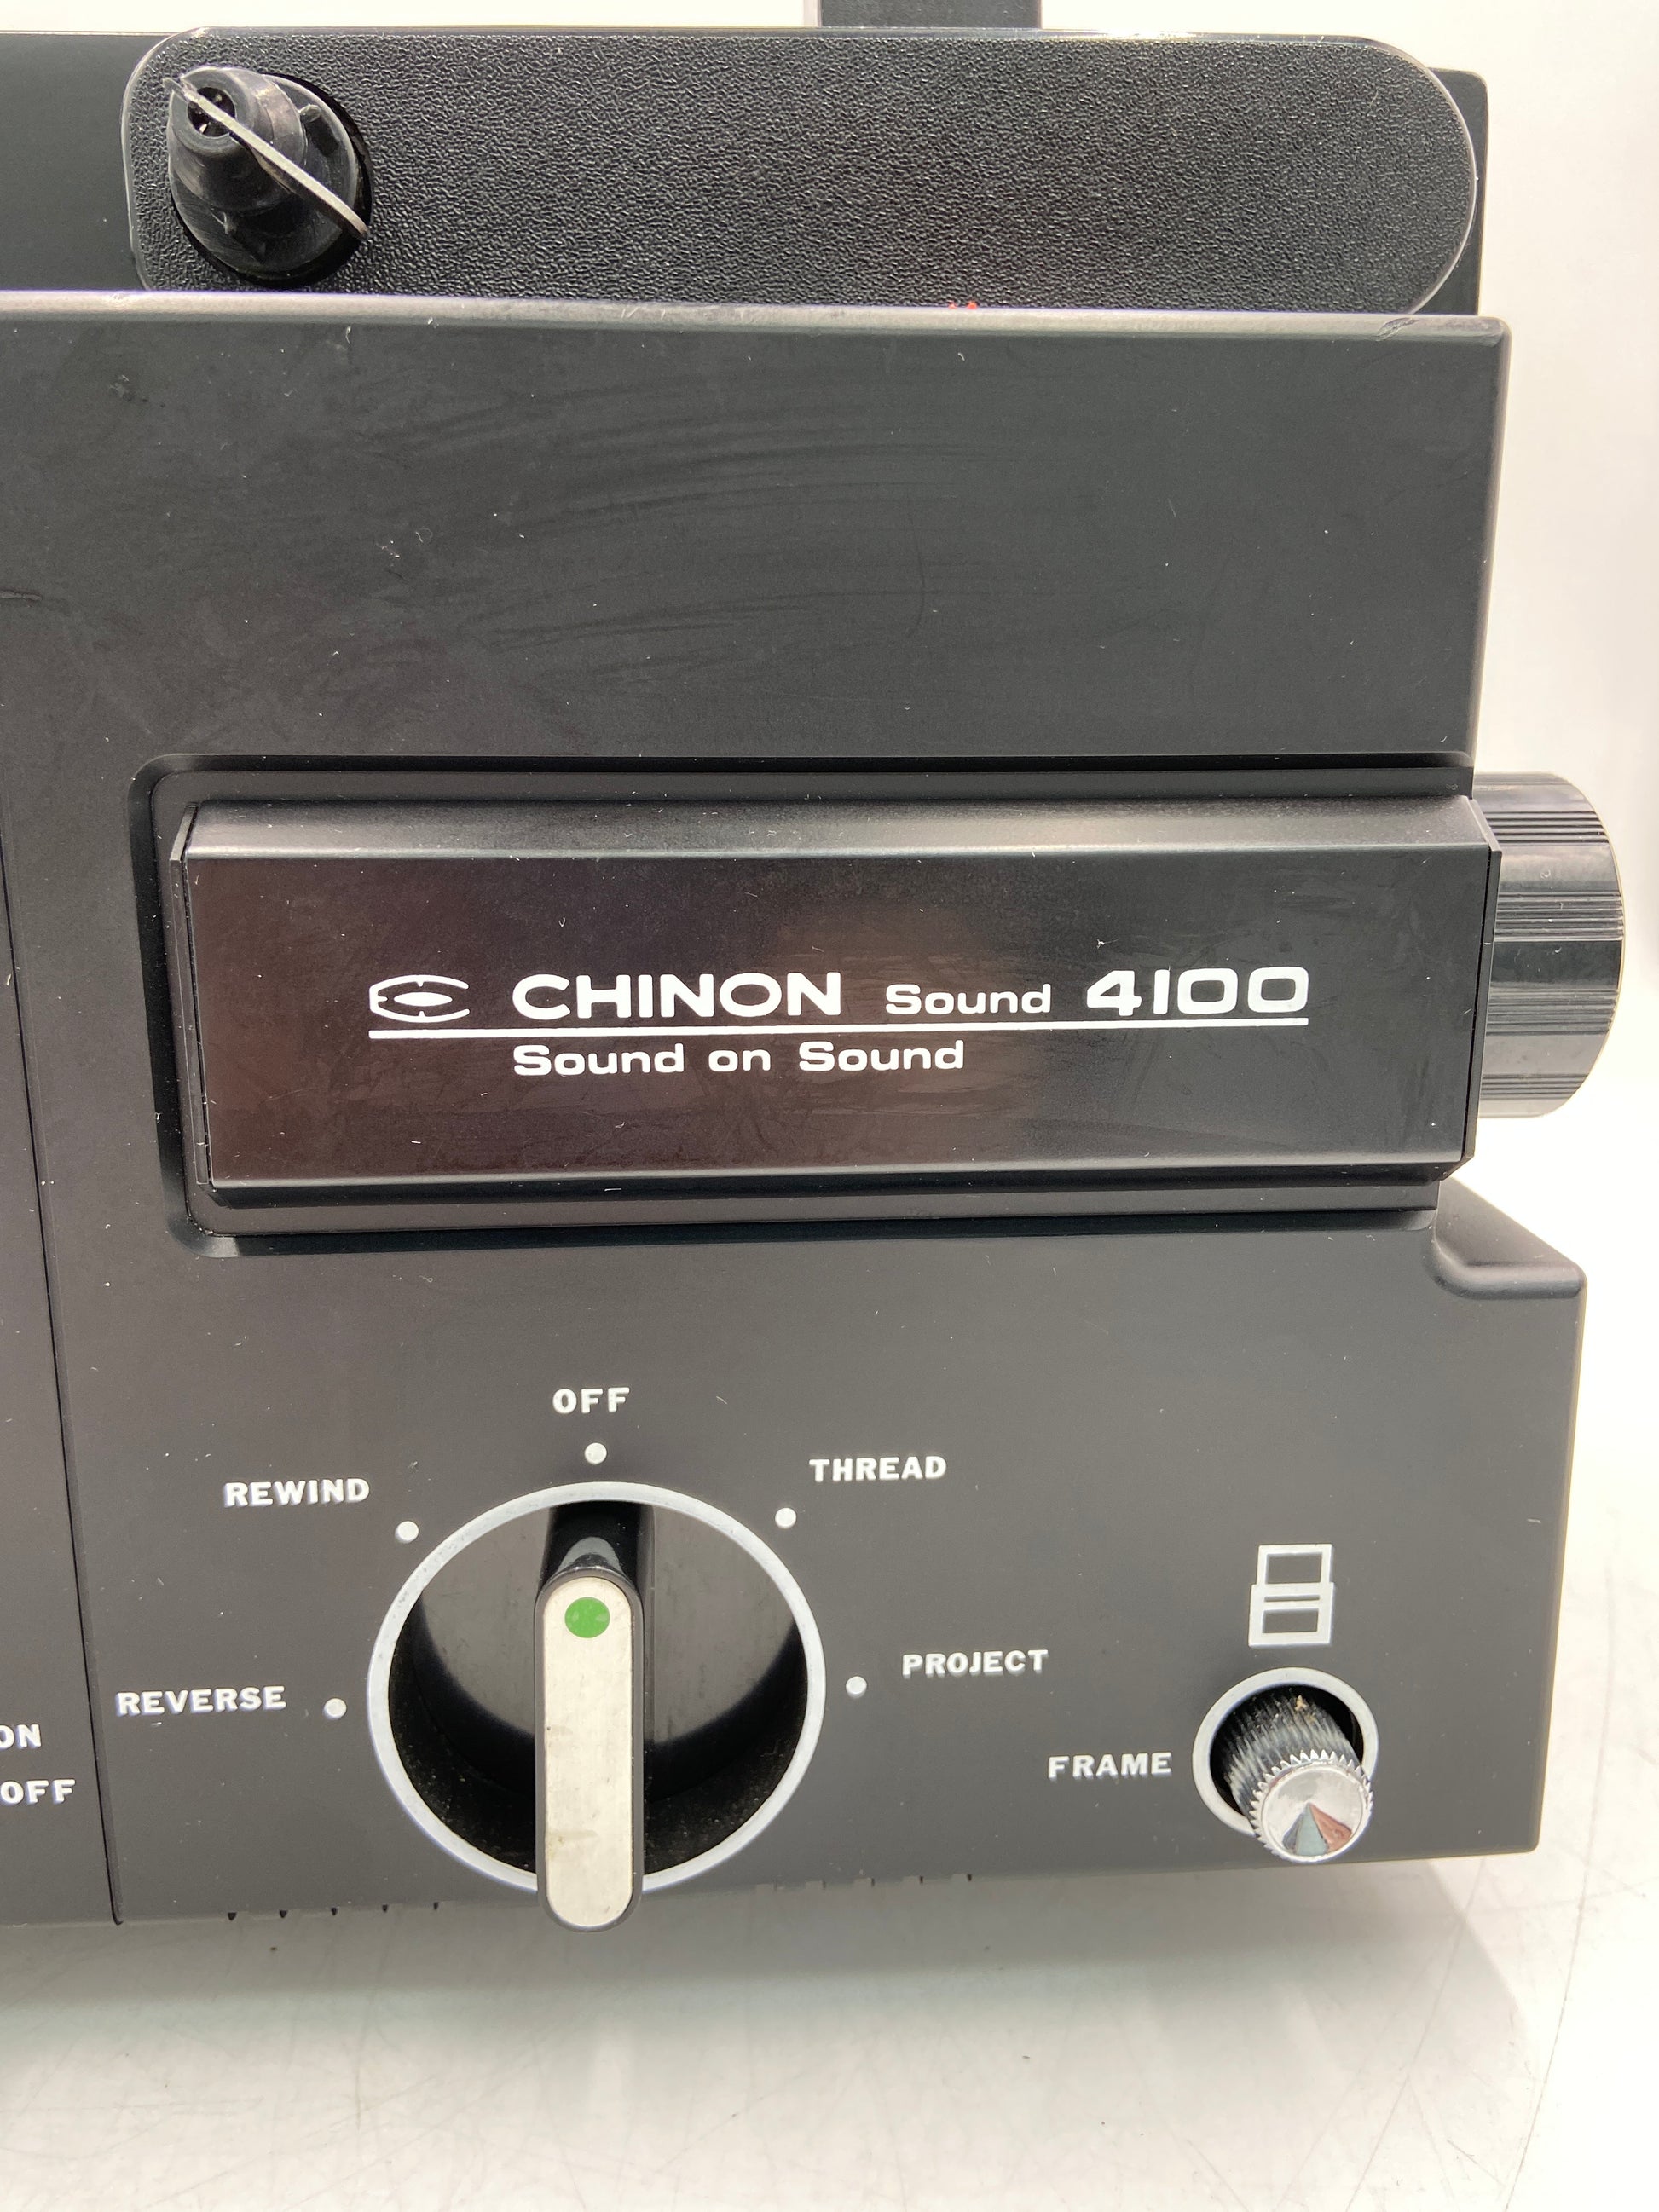 CHINON Sound 4100
Sound on Sound
OFF
THREAD
REWIND
PROJECT
REVERSE
ON
FRAME
OFF